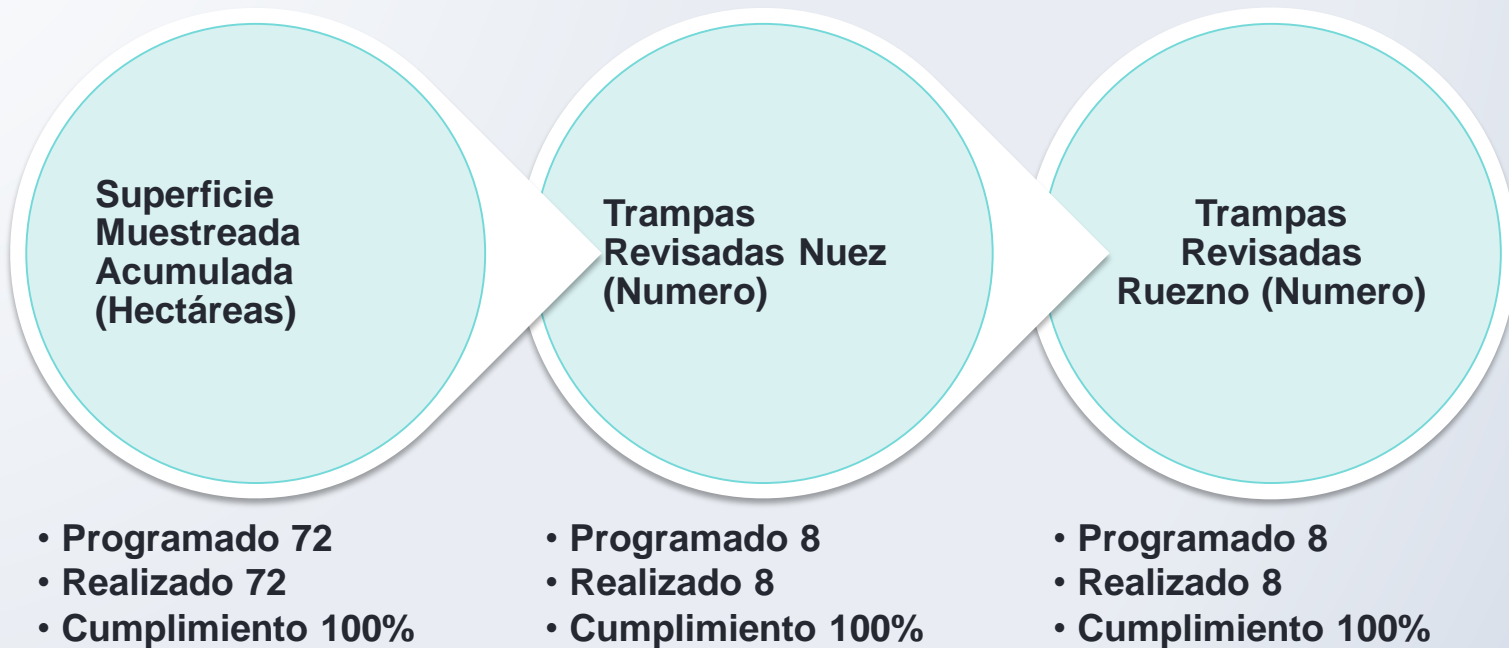 Superficie
Muestreada
Acumulada
(Hectáreas)
• Programado 72
• Realizado 72
• Cumplimiento 100%
Trampas
Revisadas Nuez
(Numero)
• Programado 8
• Realizado 8
• Cumplimiento 100%
Trampas
Revisadas
Ruezno (Numero)
• Programado 8
• Realizado 8
• Cumplimiento 100%